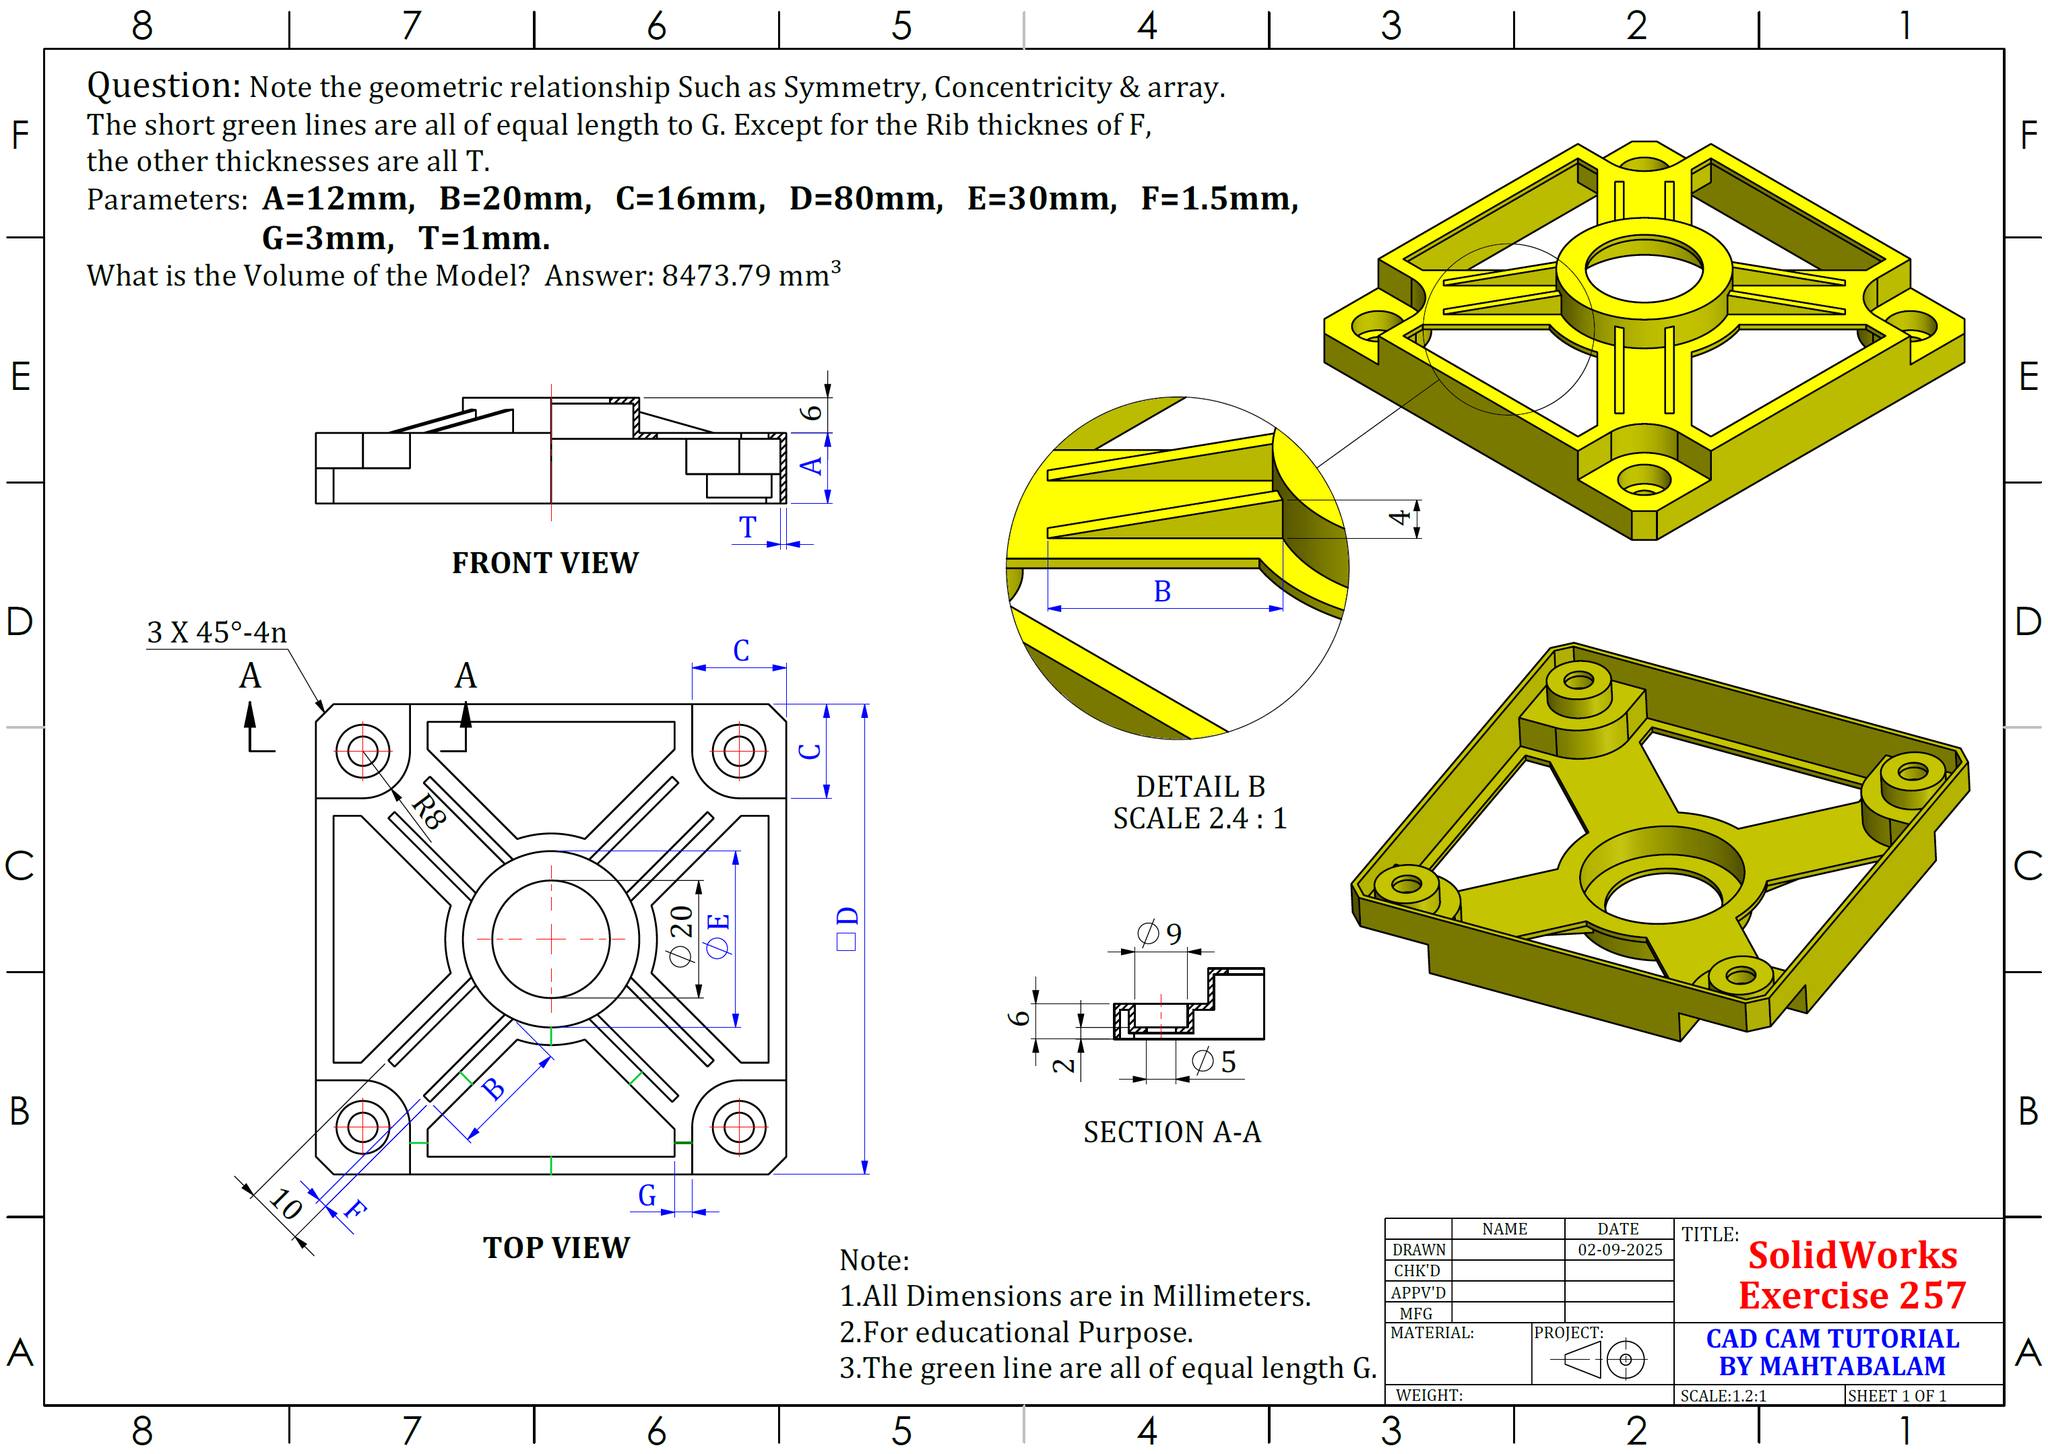 8 7 6 5 4 3 2 1
F
E
D
C
B
A
F
E
D
C
B
A
Question: Note the geometric relationship Such as Symmetry, Concentricity & array.
The short green lines are all of equal length to G. Except for the Rib thicknes of F,
the other thicknesses are all T.
Parameters: A=12mm, B=20mm, C=16mm, D=80mm, E=30mm, F=1.5mm,
G=3mm, T=1mm.
What is the Volume of the Model? Answer: 8473.79 mm³
6
A
T
FRONT VIEW
3 X 45°-4n
A A
C
C
R8
∅20
∅E
□D
B
10
F
G
TOP VIEW
4
B
DETAIL B
SCALE 2.4 : 1
∅9
6
2
∅5
SECTION A-A
Note:
1.All Dimensions are in Millimeters.
2.For educational Purpose.
3.The green line are all of equal length G.
NAME DATE
DRAWN 02-09-2025
CHK'D
APPV'D
MFG
MATERIAL: PROJECT:
WEIGHT:
TITLE:
SolidWorks
Exercise 257
CAD CAM TUTORIAL
BY MAHTABALAM
SCALE:1.2:1 SHEET 1 OF 1
8 7 6 5 4 3 2 1